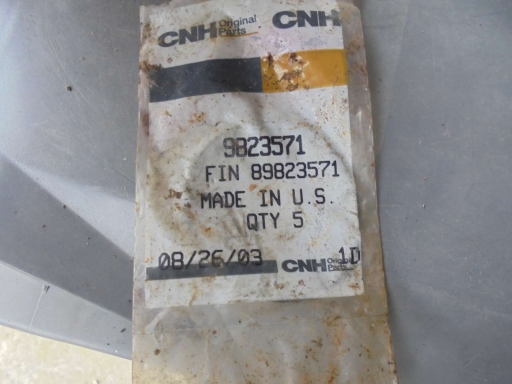 CNH Original Parts CNH
9823571
FIN 89823571
MADE IN U.S.
QTY 5
08/26/03 CNH Original Parts 1D